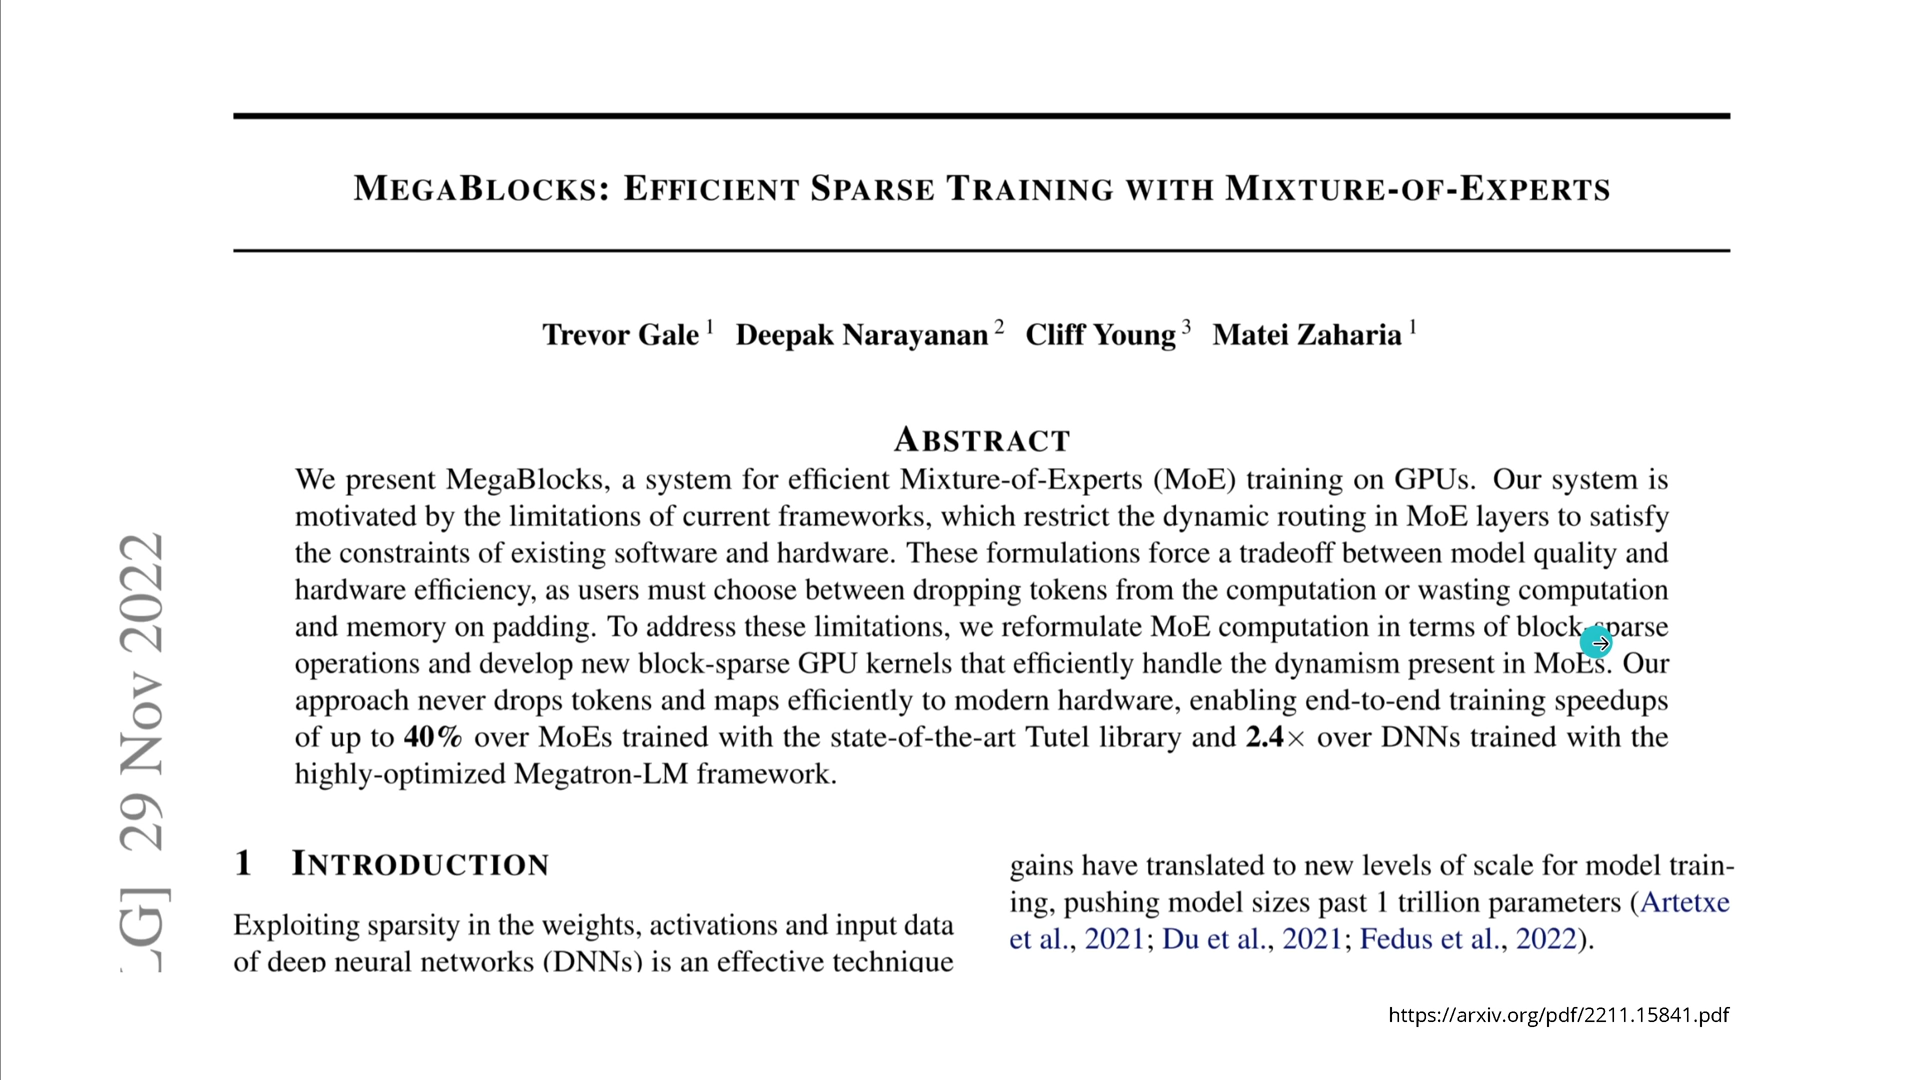 MEGABLOCKS: EFFICIENT SPARSE TRAINING WITH MIXTURE-OF-EXPERTS
Trevor Gale 1 Deepak Narayanan 2 Cliff Young 3 Matei Zaharia 1
ABSTRACT
We present MegaBlocks, a system for efficient Mixture-of-Experts (MoE) training on GPUs. Our system is
motivated by the limitations of current frameworks, which restrict the dynamic routing in MoE layers to satisfy
the constraints of existing software and hardware. These formulations force a tradeoff between model quality and
hardware efficiency, as users must choose between dropping tokens from the computation or wasting computation
and memory on padding. To address these limitations, we reformulate MoE computation in terms of block-sparse
operations and develop new block-sparse GPU kernels that efficiently handle the dynamism present in MoEs. Our
approach never drops tokens and maps efficiently to modern hardware, enabling end-to-end training speedups
of up to 40% over MoEs trained with the state-of-the-art Tutel library and 2.4× over DNNs trained with the
highly-optimized Megatron-LM framework.
1 INTRODUCTION
Exploiting sparsity in the weights, activations and input data
of deep neural networks (DNNs) is an effective technique
gains have translated to new levels of scale for model train-
ing, pushing model sizes past 1 trillion parameters (Artetxe
et al., 2021; Du et al., 2021; Fedus et al., 2022).
LG] 29 Nov 2022
https://arxiv.org/pdf/2211.15841.pdf